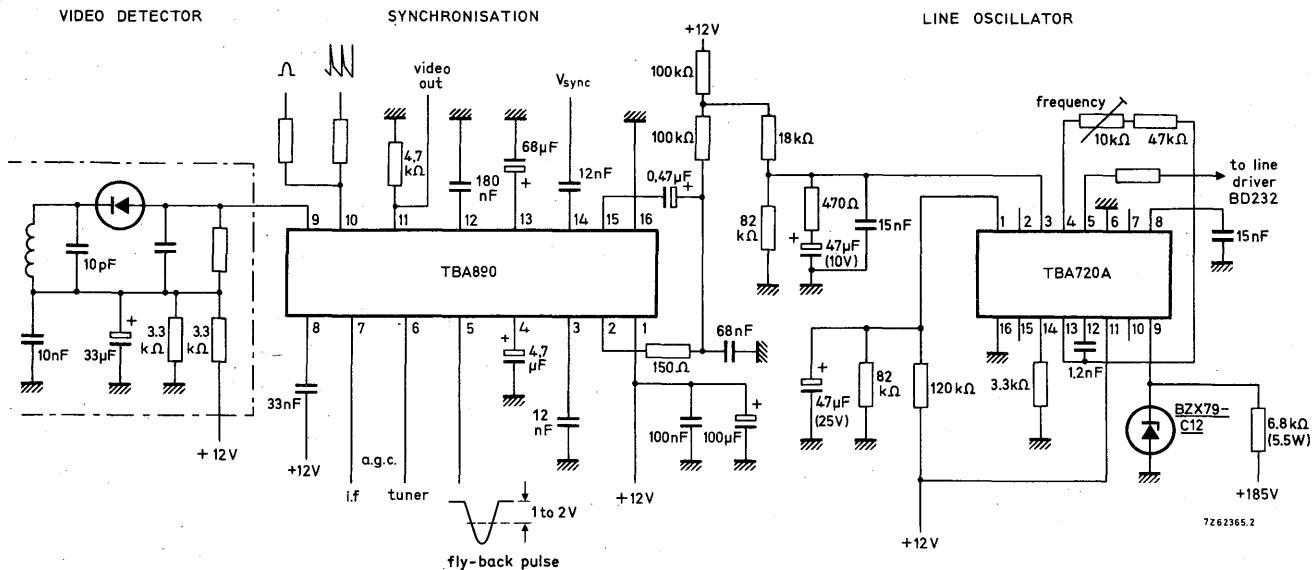 VIDEO DETECTOR
SYNCHRONISATION
LINE OSCILLATOR
+12V
100kΩ
100kΩ
18kΩ
video
out
Vsync
4,7
kΩ
180
nF
68μF
+
12nF
0,47μF
+
frequency
10kΩ
47kΩ
to line
driver
BD232
82
kΩ
470Ω
+
47μF
(10V)
15nF
15nF
9
10
11
12
13
14
15
16
TBA890
8
7
6
5
4
3
2
1
1
2
3
4
5
6
7
8
TBA720A
16
15
14
13
12
11
10
9
10pF
10nF
+
33μF
3.3
kΩ
3.3
kΩ
+12V
33nF
+12V
a.g.c.
i.f
tuner
+
4,7
μF
12
nF
150Ω
68nF
100nF
+
100μF
+12V
1 to 2V
fly-back pulse
+
47μF
(25V)
82
kΩ
120kΩ
3.3kΩ
1,2nF
BZX79-
C12
6.8kΩ
(5.5W)
+185V
+12V
7Z62365.2